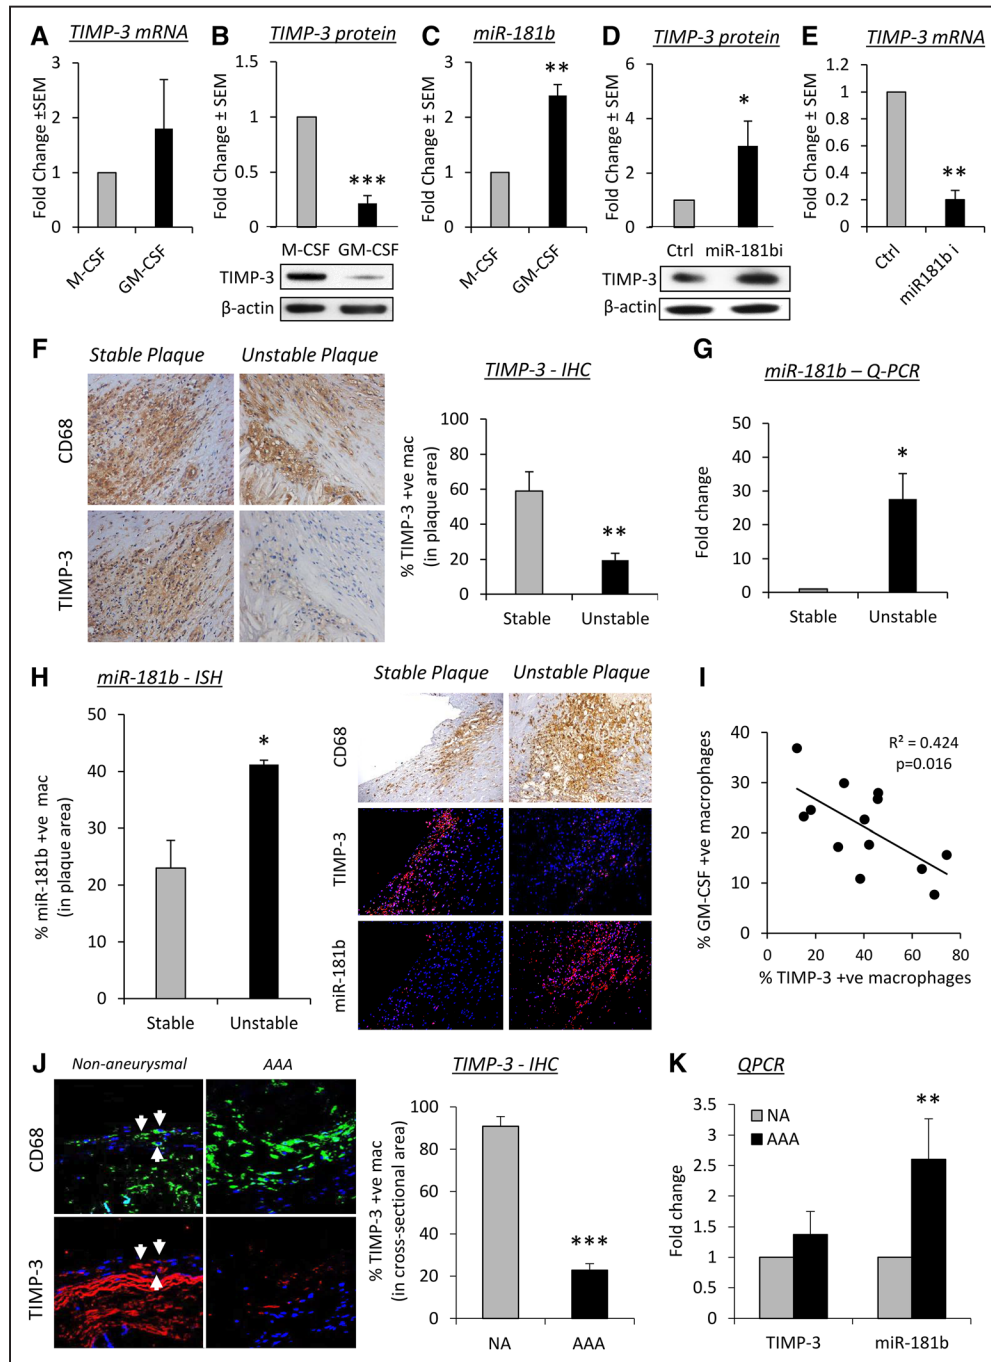 A
TIMP-3 mRNA
Fold Change ±SEM
3
2
1
0
M-CSF
GM-CSF
B
TIMP-3 protein
Fold Change ± SEM
1.5
1
0.5
0
***
M-CSF GM-CSF
TIMP-3
β-actin
C
miR-181b
Fold Change ± SEM
3
2
1
0
**
M-CSF
GM-CSF
D
TIMP-3 protein
Fold Change ± SEM
6
4
2
0
*
Ctrl miR-181bi
TIMP-3
β-actin
E
TIMP-3 mRNA
Fold Change ± SEM
1.2
1
0.8
0.6
0.4
0.2
0
**
Ctrl
miR181b i
F
Stable Plaque
Unstable Plaque
CD68
TIMP-3
TIMP-3 - IHC
% TIMP-3 +ve mac
(in plaque area)
100
80
60
40
20
0
**
Stable
Unstable
G
miR-181b – Q-PCR
Fold change
50
40
30
20
10
0
*
Stable
Unstable
H
miR-181b - ISH
% miR-181b +ve mac
(in plaque area)
50
40
30
20
10
0
*
Stable
Unstable
Stable Plaque
Unstable Plaque
CD68
TIMP-3
miR-181b
I
% GM-CSF +ve macrophages
40
30
20
10
0
R² = 0.424
p=0.016
0
20
40
60
80
% TIMP-3 +ve macrophages
J
Non-aneurysmal
AAA
CD68
TIMP-3
TIMP-3 - IHC
% TIMP-3 +ve mac
(in cross-sectional area)
100
80
60
40
20
0
***
NA
AAA
K
QPCR
Fold change
3.5
3
2.5
2
1.5
1
0.5
0
NA
AAA
**
TIMP-3
miR-181b